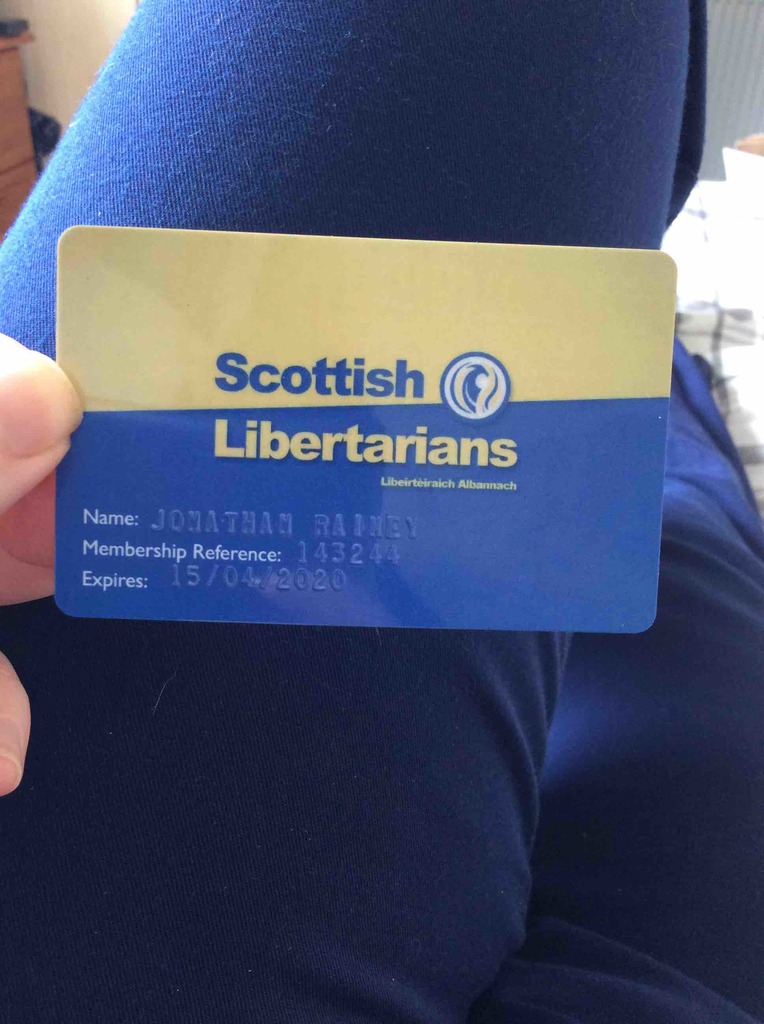 Scottish
Libertarians
Libeirtèiraich Albannach
Name: JONATHAN RAINEY
Membership Reference: 143244
Expires: 15/04/2020